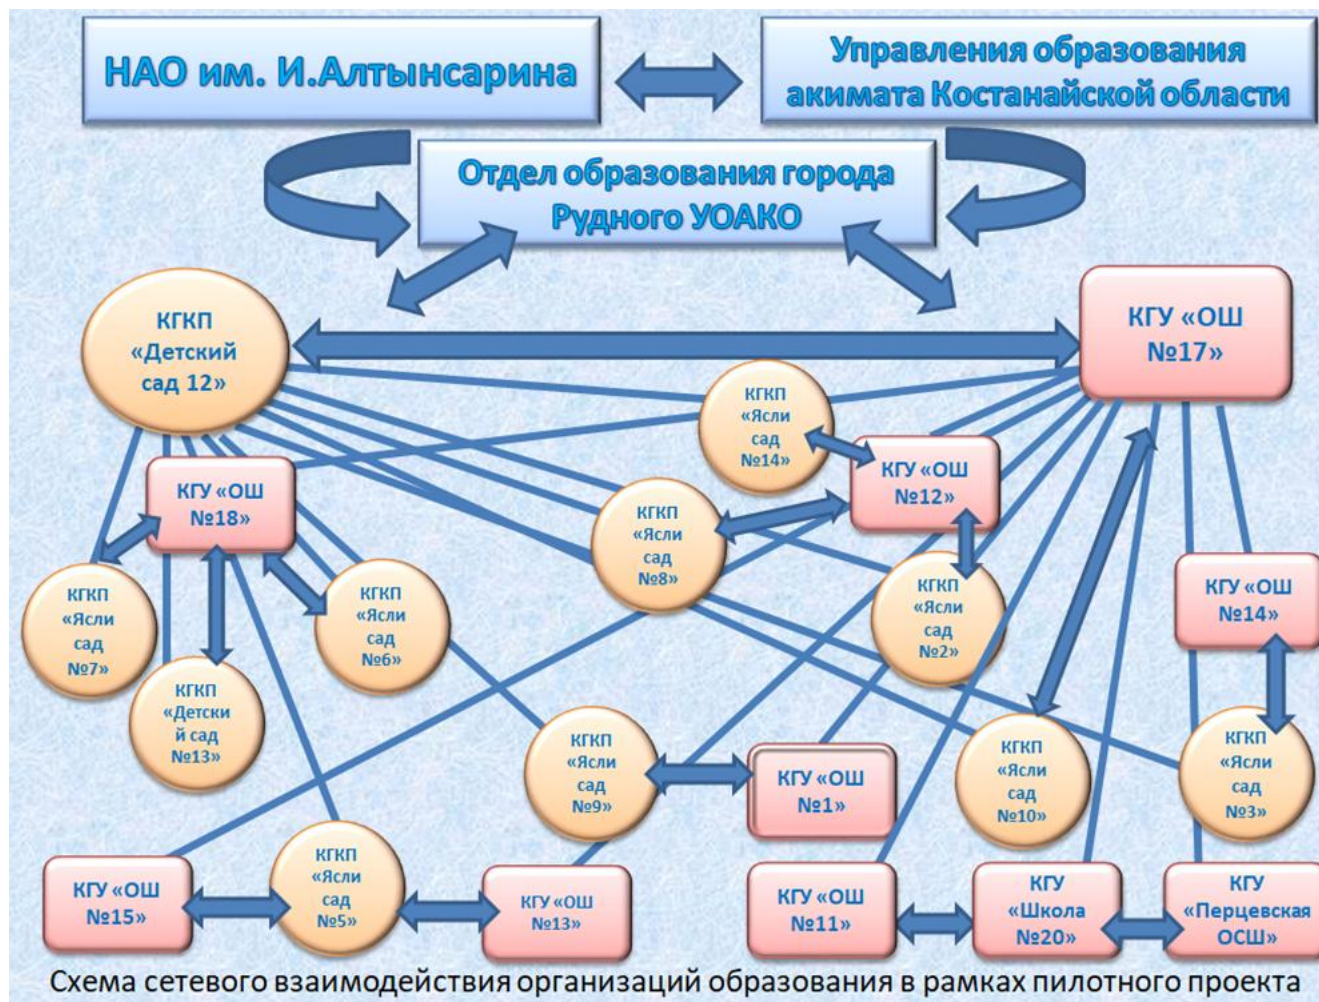 НАО им. И.Алтынсарина
Управления образования
акимата Костанайской области
Отдел образования города
Рудного УОАКО
КГКП
«Детский
сад 12»
КГУ «ОШ
№17»
КГКП
«Ясли
сад
№14»
КГУ «ОШ
№12»
КГУ «ОШ
№18»
КГКП
«Ясли
сад
№8»
КГКП
«Ясли
сад
№7»
КГКП
«Ясли
сад
№6»
КГКП
«Ясли
сад
№2»
КГУ «ОШ
№14»
КГКП
«Детски
й сад
№13»
КГКП
«Ясли
сад
№9»
КГУ «ОШ
№1»
КГКП
«Ясли
сад
№10»
КГКП
«Ясли
сад
№3»
КГУ «ОШ
№15»
КГКП
«Ясли
сад
№5»
КГУ «ОШ
№13»
КГУ «ОШ
№11»
КГУ
«Школа
№20»
КГУ
«Перцевская
ОСШ»
Схема сетевого взаимодействия организаций образования в рамках пилотного проекта